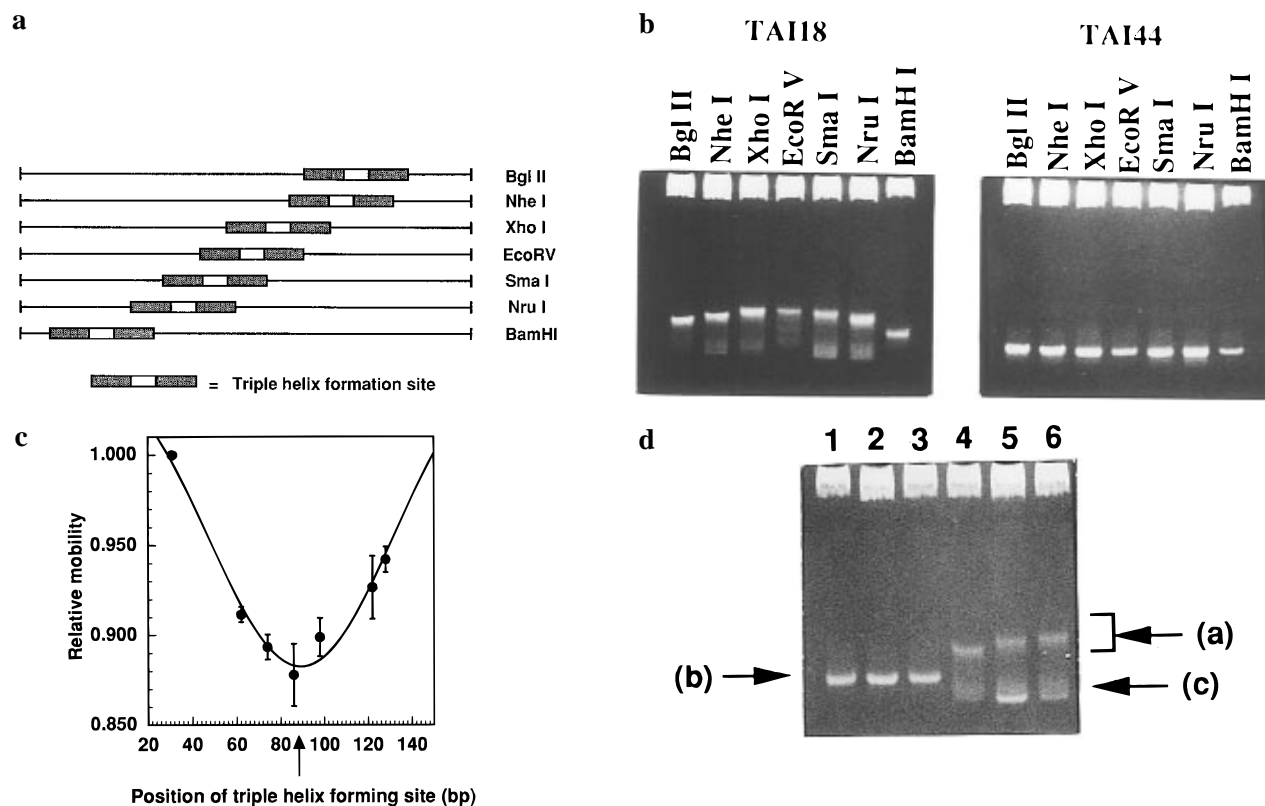 a
Bgl II
Nhe I
Xho I
EcoRV
Sma I
Nru I
BamHI
= Triple helix formation site
b
TAI18
TAI44
Bgl II Nhe I Xho I EcoR V Sma I Nru I BamH I
Bgl II Nhe I Xho I EcoR V Sma I Nru I BamH I
c
1.000
0.950
0.900
0.850
Relative mobility
20 40 60 80 100 120 140
Position of triple helix forming site (bp)
d
1 2 3 4 5 6
(a)
(b)
(c)